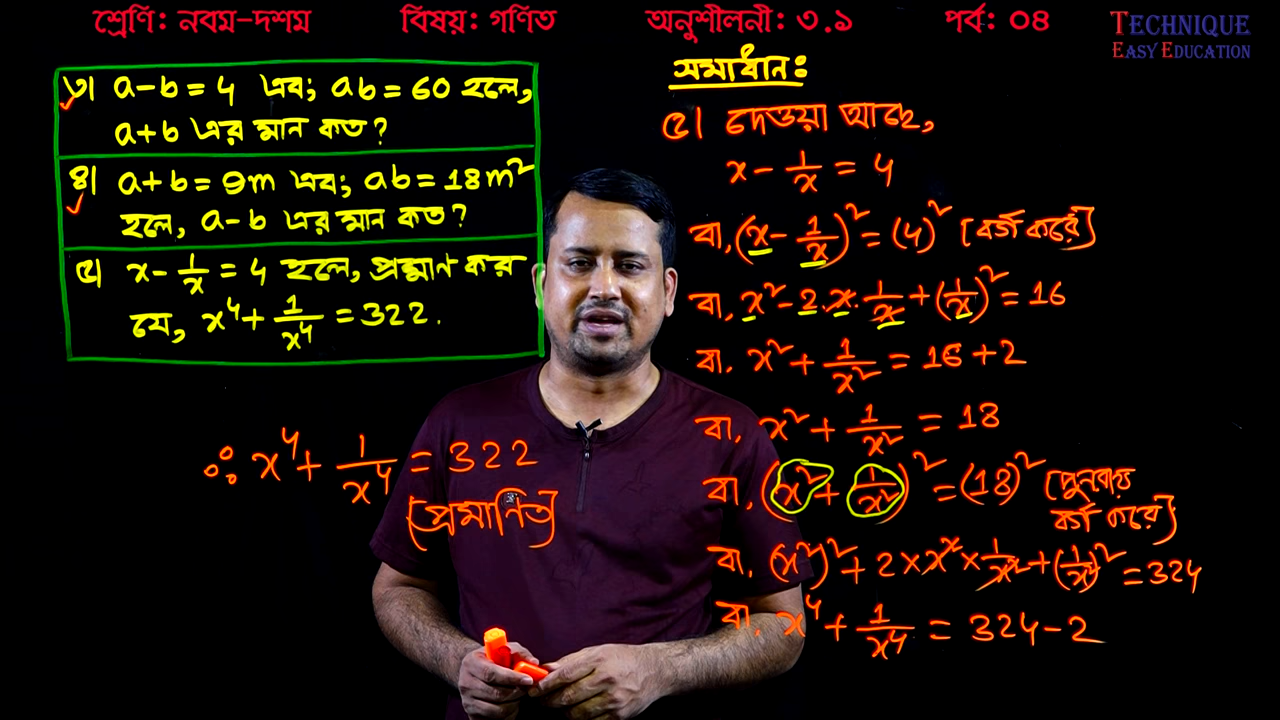 শ্রেণি: নবম-দশম বিষয়: গণিত অনুশীলনী: ৩.১ পর্ব: ০৪
TECHNIQUE
EASY EDUCATION
৩। a-b = 4 এবং ab = 60 হলে,
a+b এর মান কত?
৪। a+b = 9m এবং ab = 18m²
হলে, a-b এর মান কত?
৫। x - 1/x = 4 হলে, প্রমাণ কর
যে, x⁴ + 1/x⁴ = 322.
সমাধান:
৫। দেওয়া আছে,
x - 1/x = 4
বা, (x - 1/x)² = (4)² [বর্গ করে]
বা, x² - 2.x.1/x + (1/x)² = 16
বা, x² + 1/x² = 16 + 2
বা, x² + 1/x² = 18
বা, (x² + 1/x²)² = (18)² [পুনরায়
বর্গ করে]
বা, (x²)² + 2 × x² × 1/x² + (1/x²)² = 324
বা, x⁴ + 1/x⁴ = 324 - 2
∴ x⁴ + 1/x⁴ = 322
[প্রমাণিত]